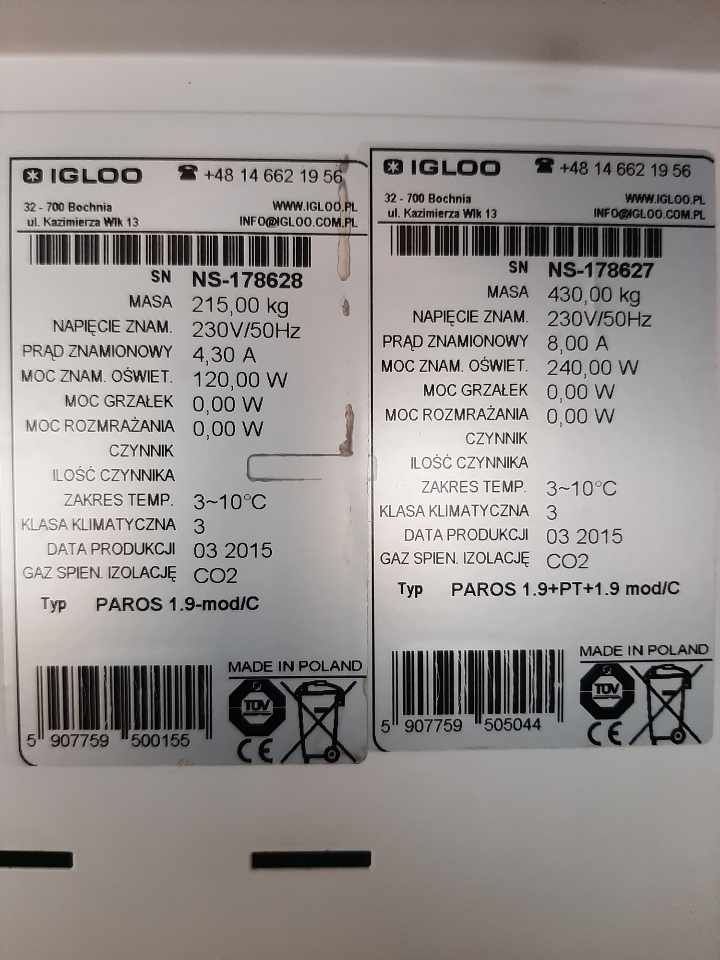 IGLOO ☎ +48 14 662 19 56
32 - 700 Bochnia WWW.IGLOO.PL
ul. Kazimierza Wlk 13 INFO@IGLOO.COM.PL
SN NS-178628
MASA 215,00 kg
NAPIĘCIE ZNAM. 230V/50Hz
PRĄD ZNAMIONOWY 4,30 A
MOC ZNAM. OŚWIET. 120,00 W
MOC GRZAŁEK 0,00 W
MOC ROZMRAŻANIA 0,00 W
CZYNNIK
ILOŚĆ CZYNNIKA
ZAKRES TEMP. 3~10°C
KLASA KLIMATYCZNA 3
DATA PRODUKCJI 03 2015
GAZ SPIEN. IZOLACJĘ CO2
Typ PAROS 1.9-mod/C
MADE IN POLAND
TÜV
CE
5 907759 500155
IGLOO ☎ +48 14 662 19 56
32 - 700 Bochnia WWW.IGLOO.PL
ul. Kazimierza Wlk 13 INFO@IGLOO.COM.PL
SN NS-178627
MASA 430,00 kg
NAPIĘCIE ZNAM. 230V/50Hz
PRĄD ZNAMIONOWY 8,00 A
MOC ZNAM. OŚWIET. 240,00 W
MOC GRZAŁEK 0,00 W
MOC ROZMRAŻANIA 0,00 W
CZYNNIK
ILOŚĆ CZYNNIKA
ZAKRES TEMP. 3~10°C
KLASA KLIMATYCZNA 3
DATA PRODUKCJI 03 2015
GAZ SPIEN. IZOLACJĘ CO2
Typ PAROS 1.9+PT+1.9 mod/C
MADE IN POLAND
TÜV
CE
5 907759 505044